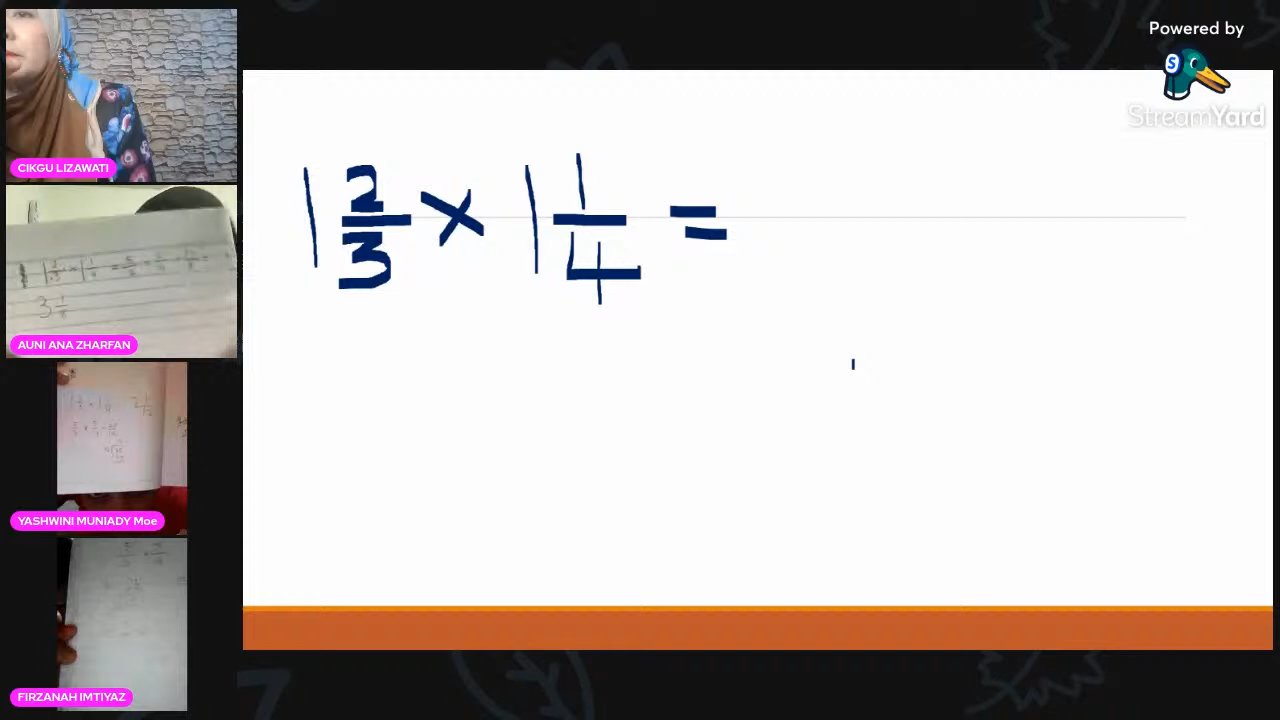 Powered by
StreamYard
CIKGU LIZAWATI
1 2/3 × 1 1/4 =
AUNI ANA ZHARFAN
YASHWINI MUNIADY Moe
FIRZANAH IMTIYAZ